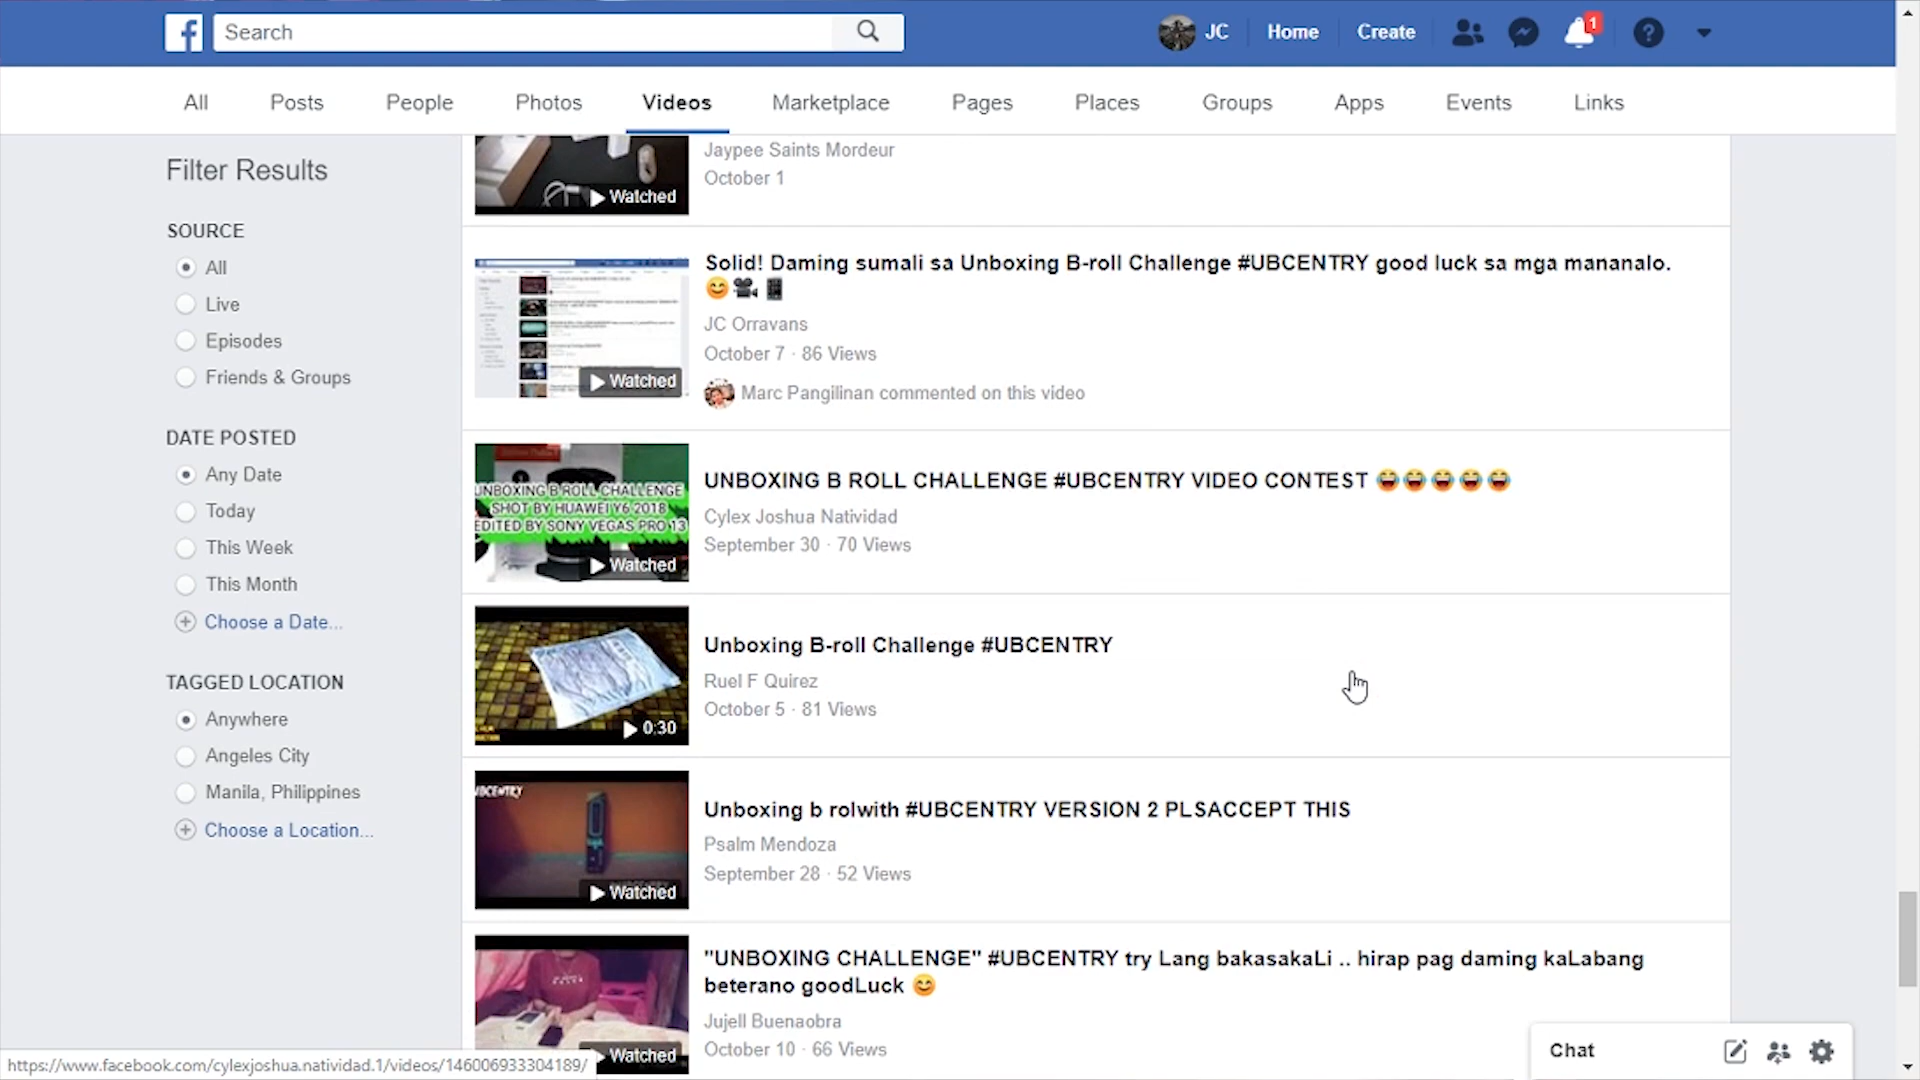 Search
JC
Home
Create
1
All
Posts
People
Photos
Videos
Marketplace
Pages
Places
Groups
Apps
Events
Links
Filter Results
SOURCE
All
Live
Episodes
Friends & Groups
DATE POSTED
Any Date
Today
This Week
This Month
Choose a Date...
TAGGED LOCATION
Anywhere
Angeles City
Manila, Philippines
Choose a Location...
Watched
Jaypee Saints Mordeur
October 1
Watched
Solid! Daming sumali sa Unboxing B-roll Challenge #UBCENTRY good luck sa mga mananalo.
😊🎥📱
JC Orravans
October 7 · 86 Views
Marc Pangilinan commented on this video
UNBOXING B ROLL CHALLENGE
SHOT BY HUAWEI Y6 2018
EDITED BY SONY VEGAS PRO 13
Watched
UNBOXING B ROLL CHALLENGE #UBCENTRY VIDEO CONTEST 😂😂😂😂😂
Cylex Joshua Natividad
September 30 · 70 Views
0:30
Unboxing B-roll Challenge #UBCENTRY
Ruel F Quirez
October 5 · 81 Views
UBCENTRY
Watched
Unboxing b rolwith #UBCENTRY VERSION 2 PLSACCEPT THIS
Psalm Mendoza
September 28 · 52 Views
Watched
"UNBOXING CHALLENGE" #UBCENTRY try Lang bakasakaLi .. hirap pag daming kaLabang
beterano goodLuck 😊
Jujell Buenaobra
October 10 · 66 Views
Chat
https://www.facebook.com/cylexjoshua.natividad.1/videos/146006933304189/